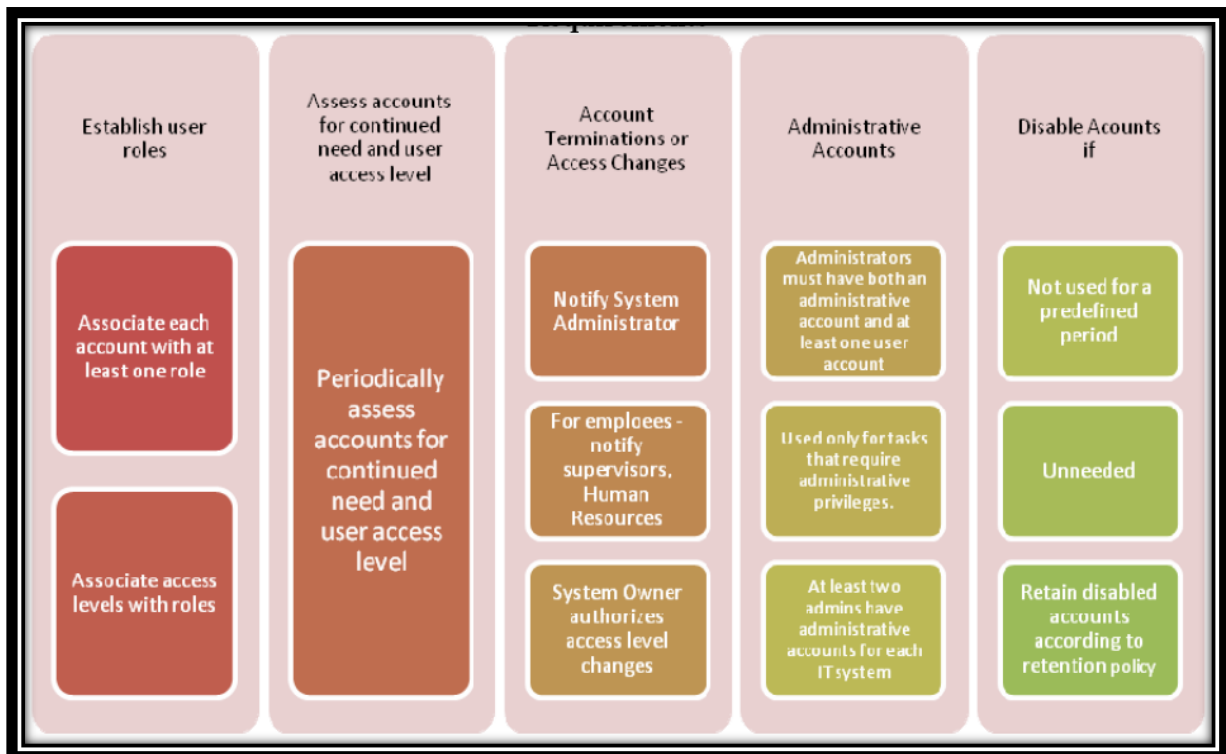 Establish user
roles
Associate each
account with at
least one role
Associate access
levels with roles
Assess accounts
for continued
need and user
access level
Periodically
assess
accounts for
continued
need and
user access
level
Account
Terminations or
Access Changes
Notify System
Administrator
For emploees -
notify
supervisors,
Human
Resources
System Owner
authorizes
access level
changes
Administrative
Accounts
Administrators
must have both an
administrative
account and at
least one user
account
Used only for tasks
that require
administrative
privileges.
At least two
admins have
administrative
accounts for each
IT system
Disable Acounts
if
Not used for a
predefined
period
Unneeded
Retain disabled
accounts
according to
retention policy